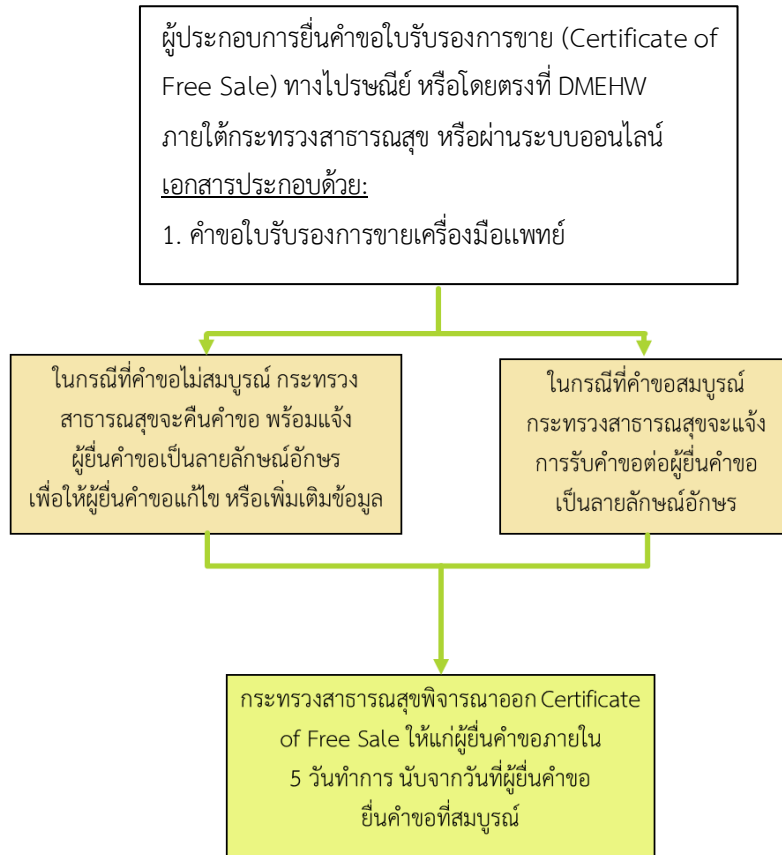 ผู้ประกอบการยื่นคำขอใบรับรองการขาย (Certificate of
Free Sale) ทางไปรษณีย์ หรือโดยตรงที่ DMEHW
ภายใต้กระทรวงสาธารณสุข หรือผ่านระบบออนไลน์
เอกสารประกอบด้วย:
1. คำขอใบรับรองการขายเครื่องมือแพทย์
ในกรณีที่คำขอไม่สมบูรณ์ กระทรวง
สาธารณสุขจะคืนคำขอ พร้อมแจ้ง
ผู้ยื่นคำขอเป็นลายลักษณ์อักษร
เพื่อให้ผู้ยื่นคำขอแก้ไข หรือเพิ่มเติมข้อมูล
ในกรณีที่คำขอสมบูรณ์
กระทรวงสาธารณสุขจะแจ้ง
การรับคำขอต่อผู้ยื่นคำขอ
เป็นลายลักษณ์อักษร
กระทรวงสาธารณสุขพิจารณาออก Certificate
of Free Sale ให้แก่ผู้ยื่นคำขอภายใน
5 วันทำการ นับจากวันที่ผู้ยื่นคำขอ
ยื่นคำขอที่สมบูรณ์